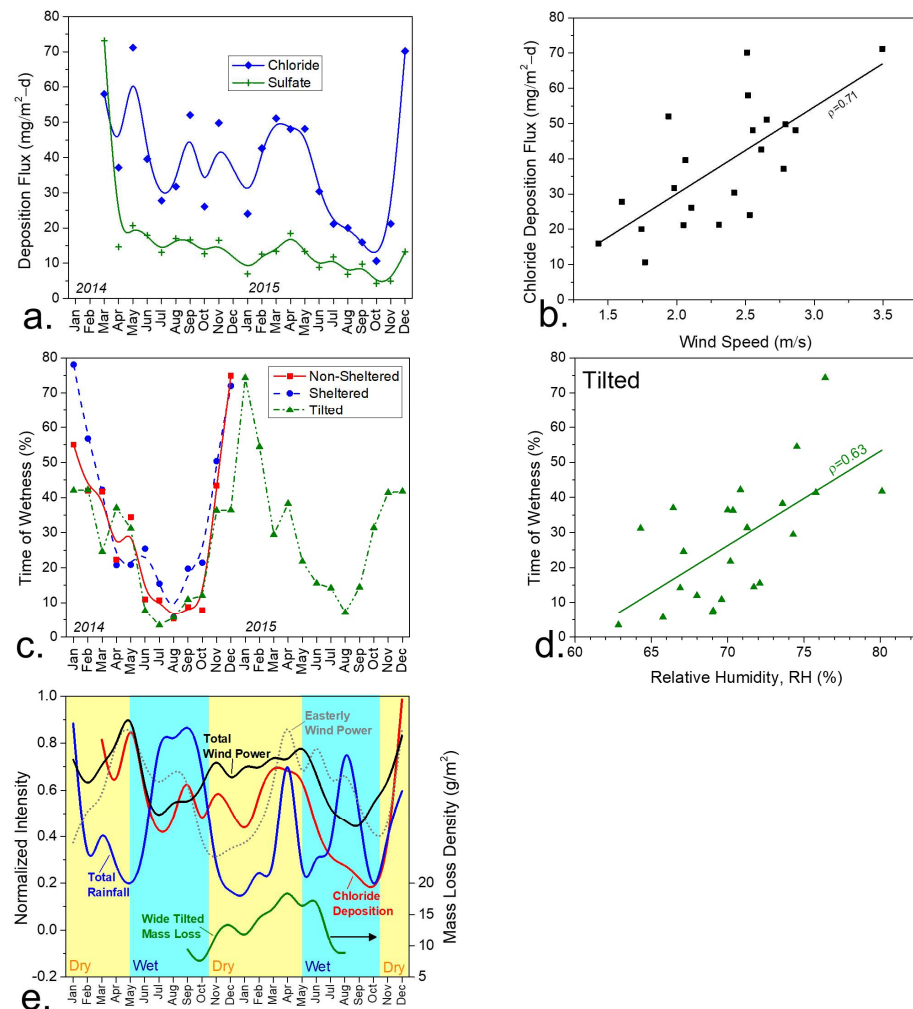 80
70
60
50
40
30
20
10
0
Deposition Flux (mg/m²–d)
Chloride
Sulfate
2014
2015
Jan
Feb
Mar
Apr
May
Jun
Jul
Aug
Sep
Oct
Nov
Dec
Jan
Feb
Mar
Apr
May
Jun
Jul
Aug
Sep
Oct
Nov
Dec
a.
80
70
60
50
40
30
20
10
0
Chloride Deposition Flux (mg/m²–d)
ρ=0.71
1.5
2.0
2.5
3.0
3.5
Wind Speed (m/s)
b.
80
70
60
50
40
30
20
10
0
Time of Wetness (%)
Non-Sheltered
Sheltered
Tilted
2014
2015
Jan
Feb
Mar
Apr
May
Jun
Jul
Aug
Sep
Oct
Nov
Dec
Jan
Feb
Mar
Apr
May
Jun
Jul
Aug
Sep
Oct
Nov
Dec
c.
80
70
60
50
40
30
20
10
0
Time of Wetness (%)
Tilted
ρ=0.63
60
65
70
75
80
Relative Humidity, RH (%)
d.
1.0
0.8
0.6
0.4
0.2
0.0
-0.2
Normalized Intensity
Easterly
Wind Power
Total
Wind Power
Total
Rainfall
Chloride
Deposition
Wide Tilted
Mass Loss
Dry
Wet
Dry
Wet
Dry
20
15
10
5
Mass Loss Density (g/m²)
Jan
Feb
Mar
Apr
May
Jun
Jul
Aug
Sep
Oct
Nov
Dec
Jan
Feb
Mar
Apr
May
Jun
Jul
Aug
Sep
Oct
Nov
Dec
e.